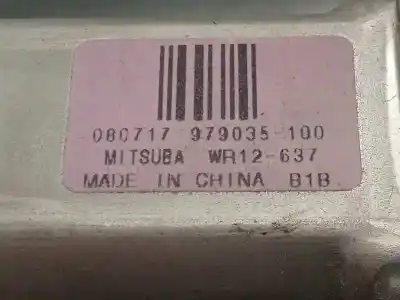 080717 979035-100
MITSUBA WR12-637
MADE IN CHINA B1B